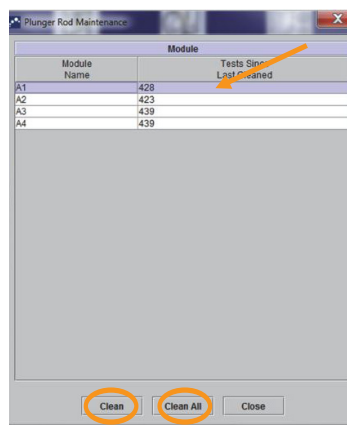 Plunger Rod Maintenance
Module
Module Name Tests Since Last Cleaned
A1 428
A2 423
A3 439
A4 439
Clean Clean All Close